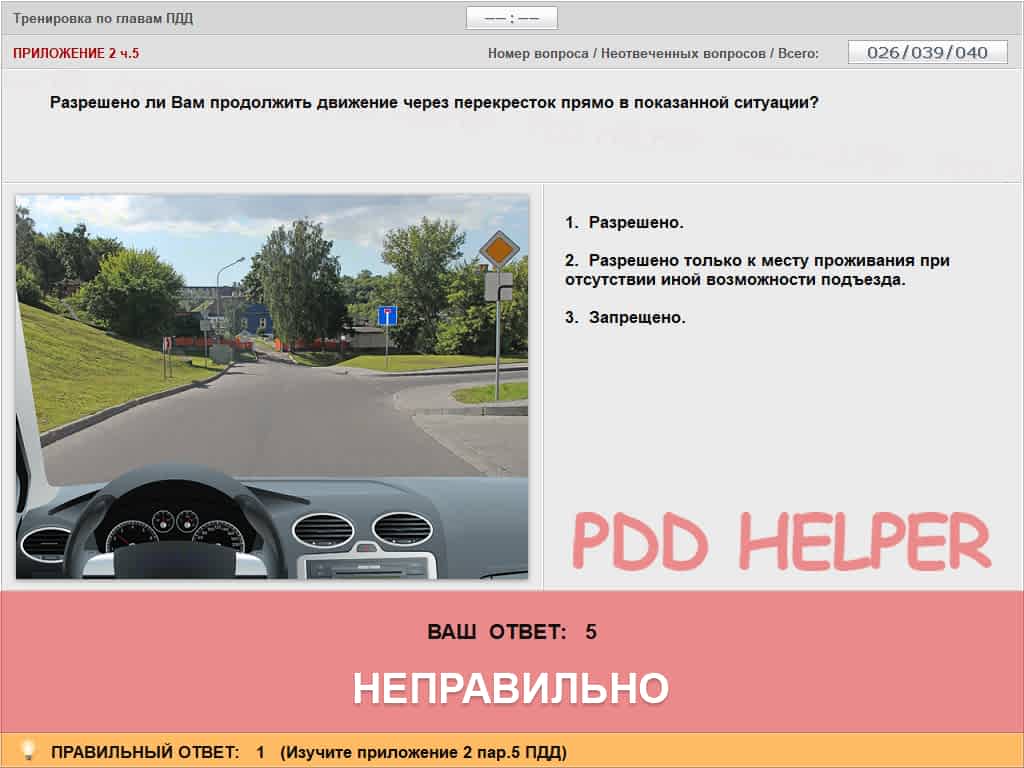 Тренировка по главам ПДД
–– : ––
ПРИЛОЖЕНИЕ 2 ч.5
Номер вопроса / Неотвеченных вопросов / Всего: 026/039/040
Разрешено ли Вам продолжить движение через перекресток прямо в показанной ситуации?
1. Разрешено.
2. Разрешено только к месту проживания при
отсутствии иной возможности подъезда.
3. Запрещено.
PDD HELPER
ВАШ ОТВЕТ: 5
НЕПРАВИЛЬНО
ПРАВИЛЬНЫЙ ОТВЕТ: 1 (Изучите приложение 2 пар.5 ПДД)